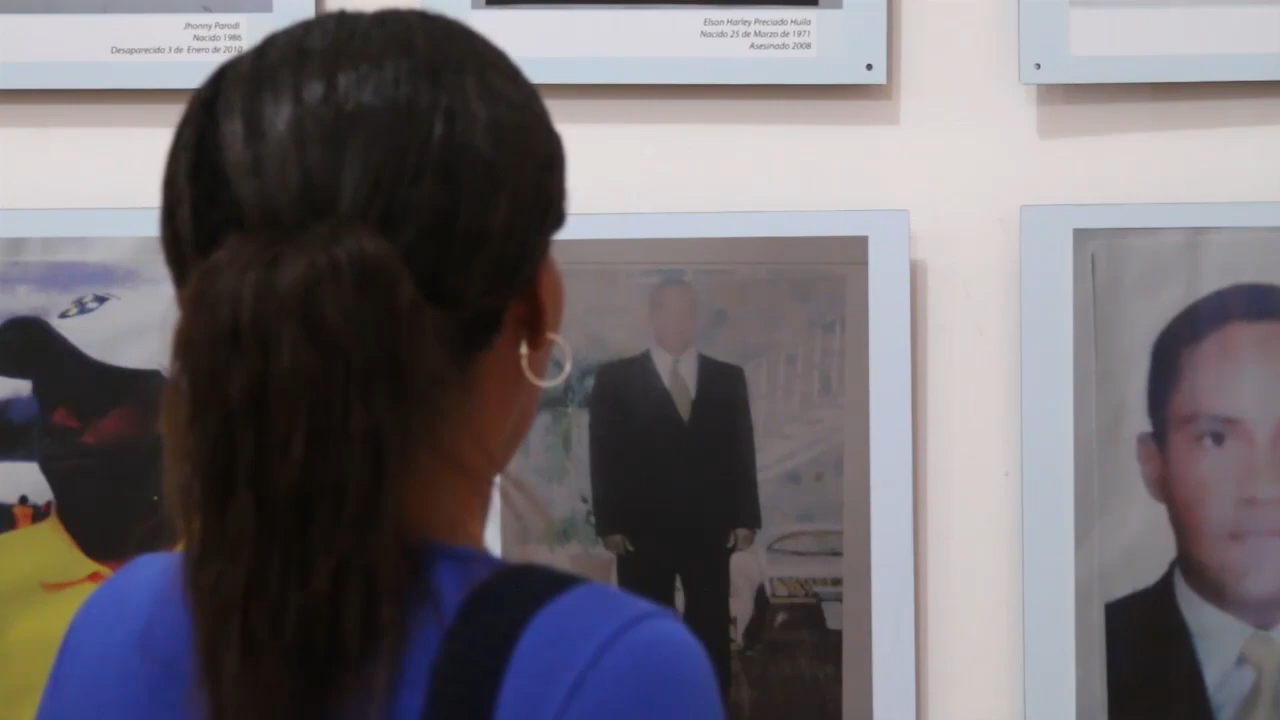 Jhonny Parodi
Nacido 1986
Desaparecido 3 de Enero de 2010
Elson Harley Preciado Huila
Nacido 25 de Marzo de 1971
Asesinado 2008